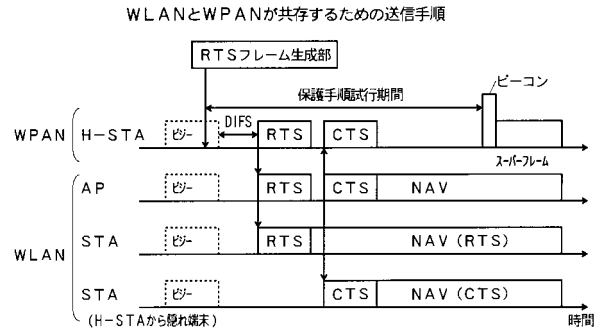 WLANとWPANが共存するための送信手順
RTSフレーム生成部
ビーコン
保護手順試行期間
DIFS
WPAN
H-STA
ビジー
RTS
CTS
スーパーフレーム
WLAN
AP
ビジー
RTS
CTS
NAV
STA
ビジー
RTS
NAV(RTS)
STA
ビジー
CTS
NAV(CTS)
(H-STAから隠れ端末)
時間